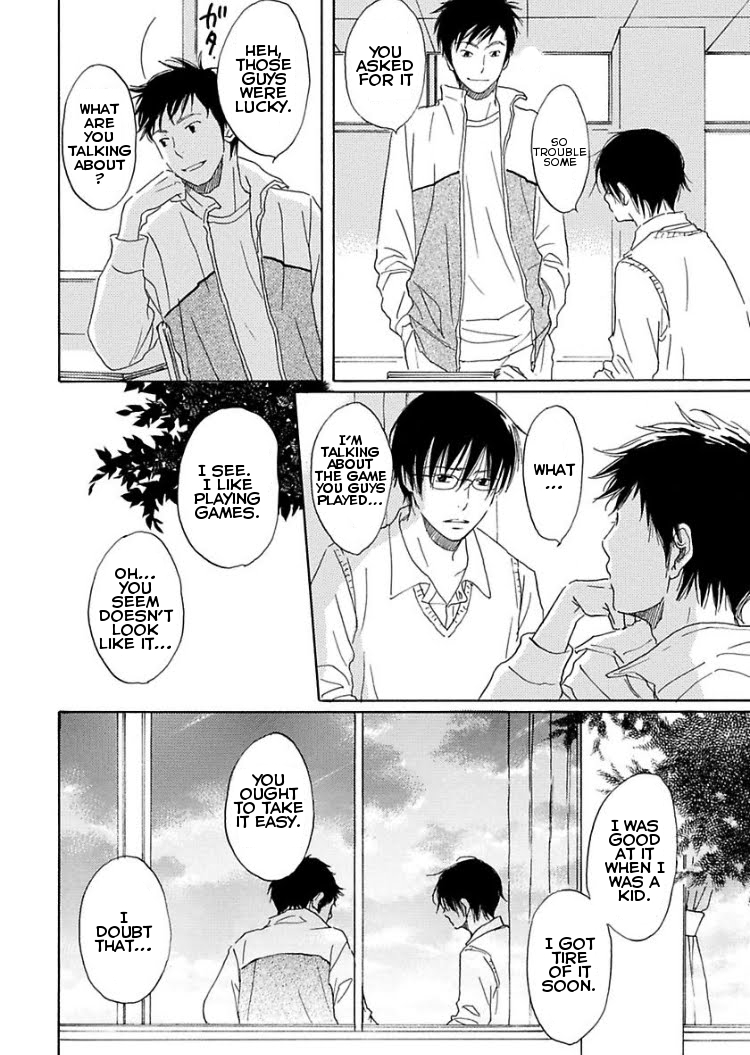 YOU
ASKED
FOR IT
SO
TROUBLE
SOME
ガタ
HEH,
THOSE
GUYS
WERE
LUCKY.
WHAT
ARE
YOU
TALKING
ABOUT
?
WHAT
...
I'M
TALKING
ABOUT
THE GAME
YOU GUYS
PLAYED...
I SEE.
I LIKE
PLAYING
GAMES.
OH...
YOU
SEEM
DOESN'T
LOOK
LIKE IT...
I WAS
GOOD
AT IT
WHEN I
WAS A
KID.
I GOT
TIRE
OF IT
SOON.
YOU
OUGHT
TO TAKE
IT EASY.
I
DOUBT
THAT...